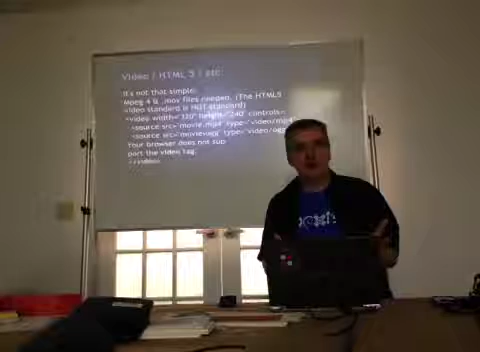 Video / HTML 5 / etc.
It's not that simple:
Mpeg 4 & .mov files needed. (The HTML5
video standard is NOT standard)
<video width="320" height="240" controls>
<source src="movie.mp4" type="video/mp4">
<source src="movie.ogg" type="video/ogg
Your browser does not sup
port the video tag.
</video>